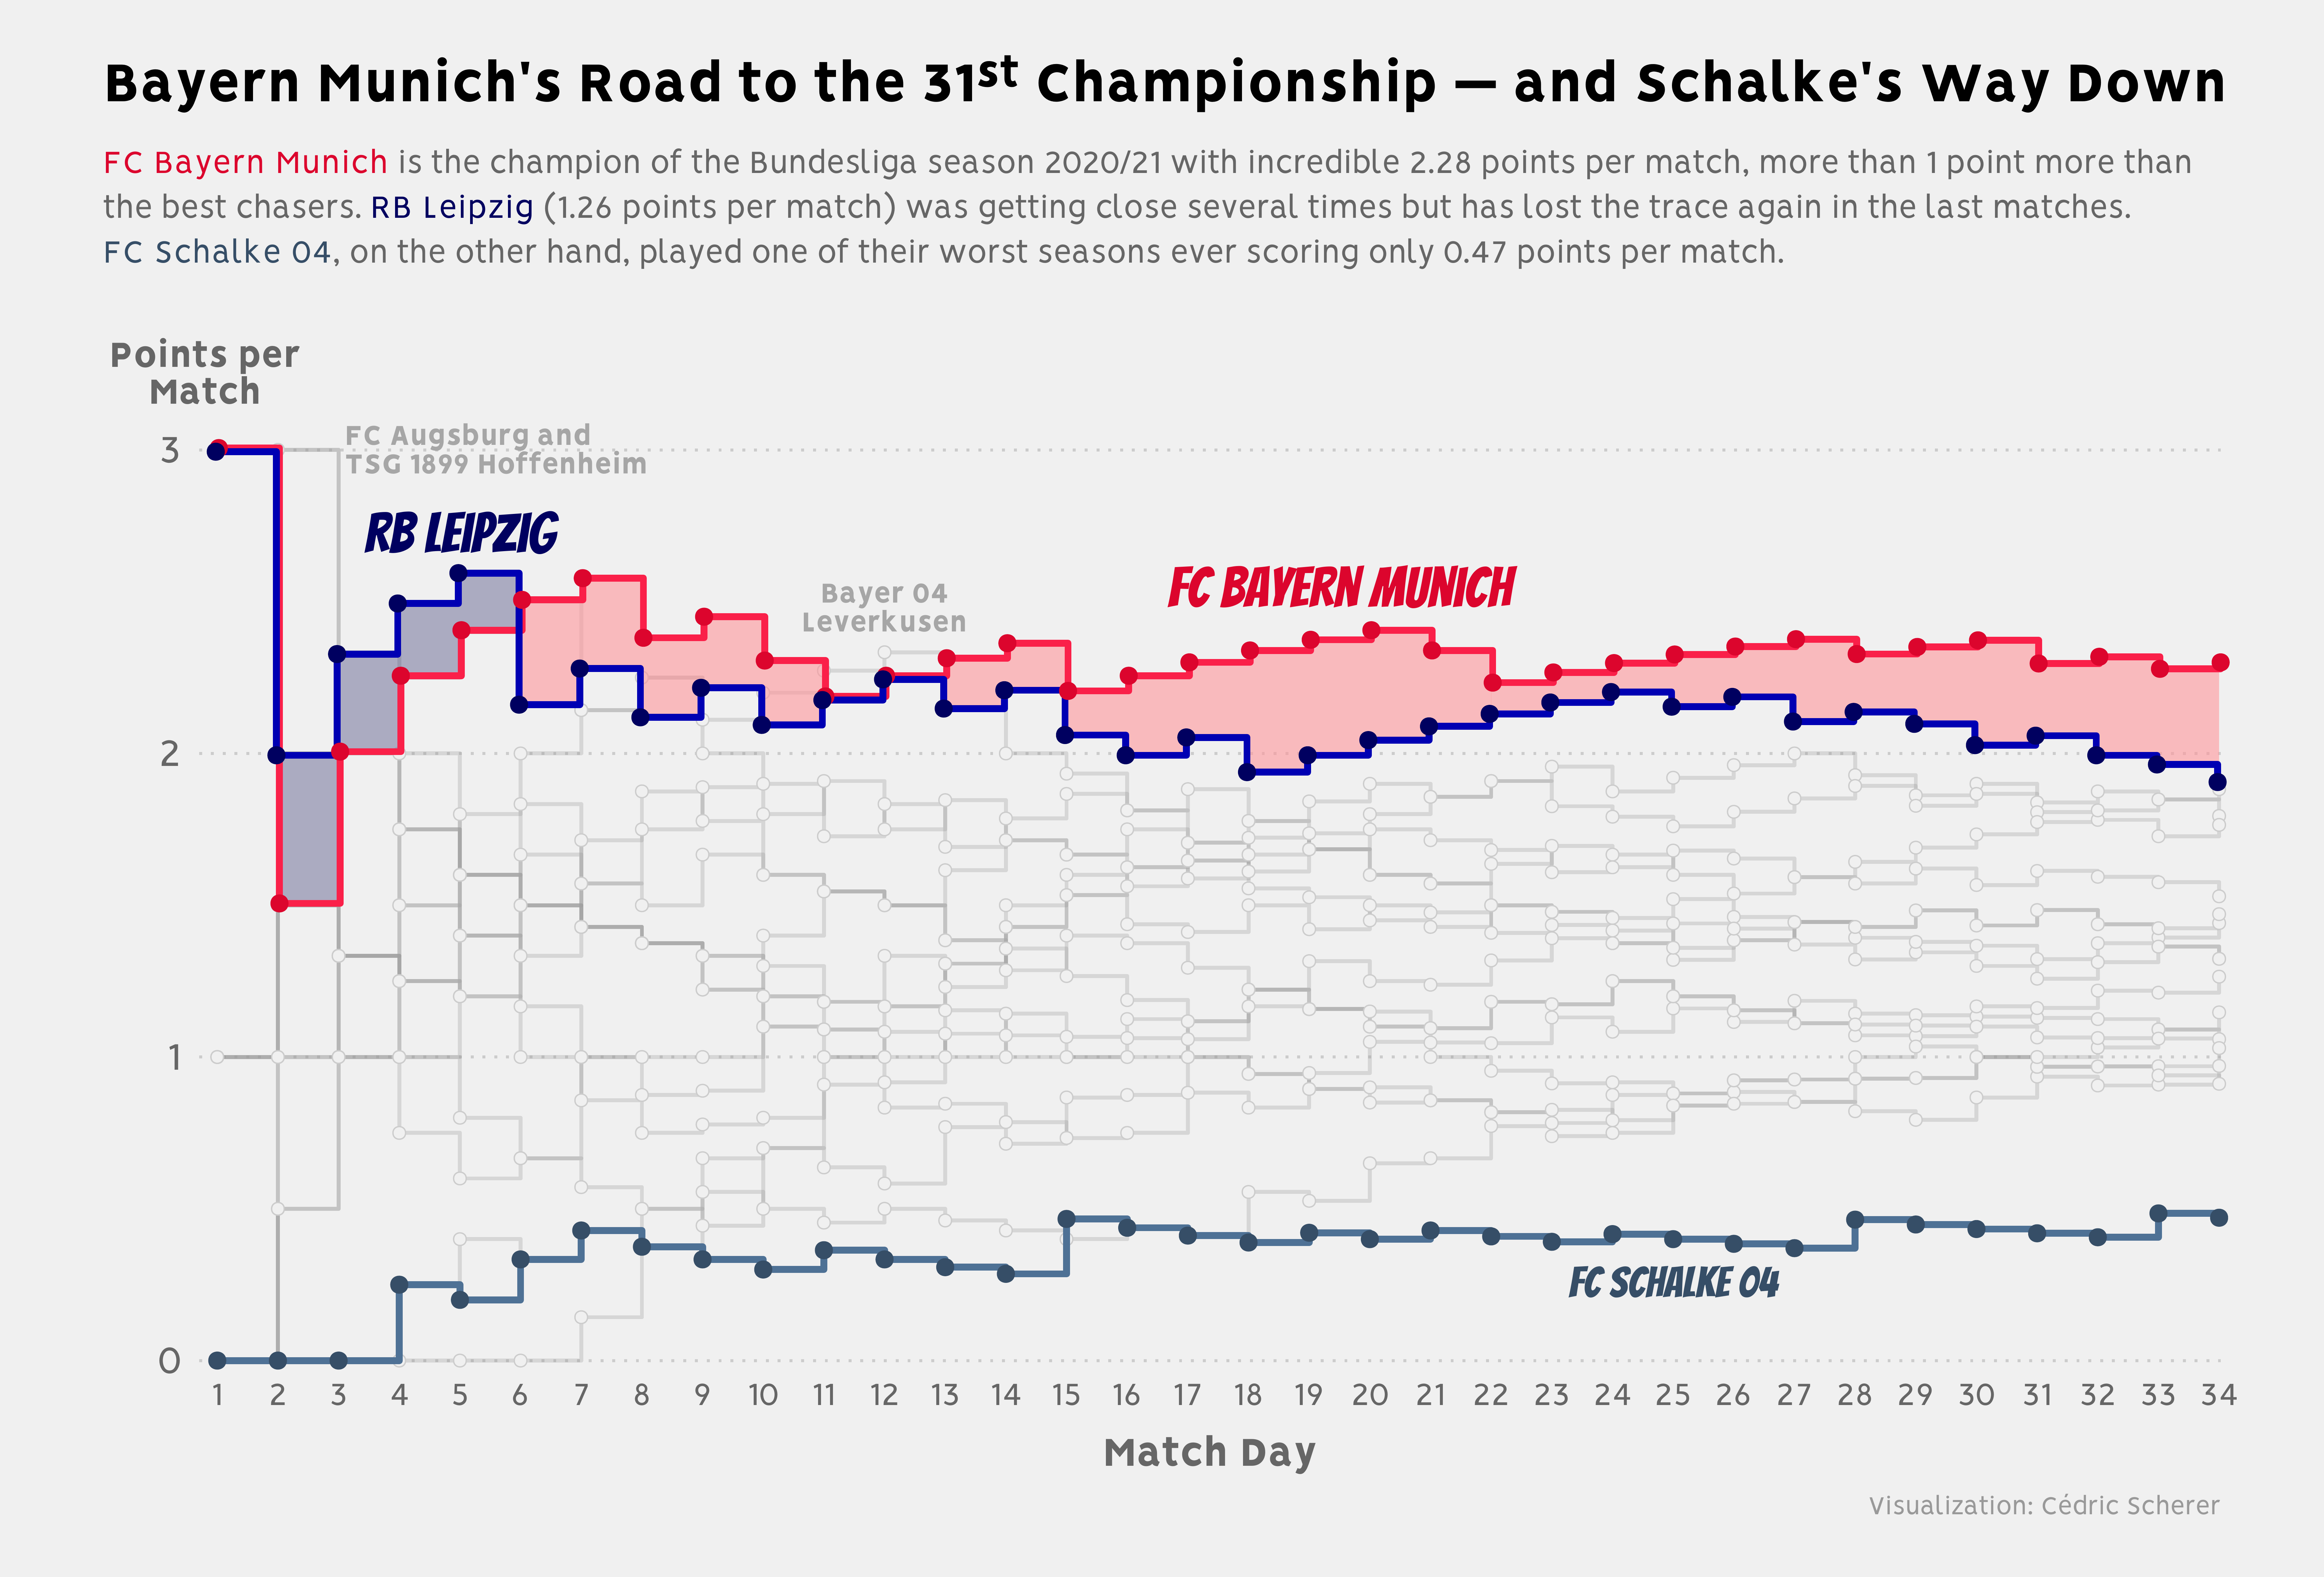 Bayern Munich's Road to the 31st Championship — and Schalke's Way Down
FC Bayern Munich is the champion of the Bundesliga season 2020/21 with incredible 2.28 points per match, more than 1 point more than
the best chasers. RB Leipzig (1.26 points per match) was getting close several times but has lost the trace again in the last matches.
FC Schalke 04, on the other hand, played one of their worst seasons ever scoring only 0.47 points per match.
Points per
Match
3
FC Augsburg and
TSG 1899 Hoffenheim
RB LEIPZIG
Bayer 04
Leverkusen
FC BAYERN MUNICH
2
1
FC SCHALKE 04
0
1 2 3 4 5 6 7 8 9 10 11 12 13 14 15 16 17 18 19 20 21 22 23 24 25 26 27 28 29 30 31 32 33 34
Match Day
Visualization: Cédric Scherer